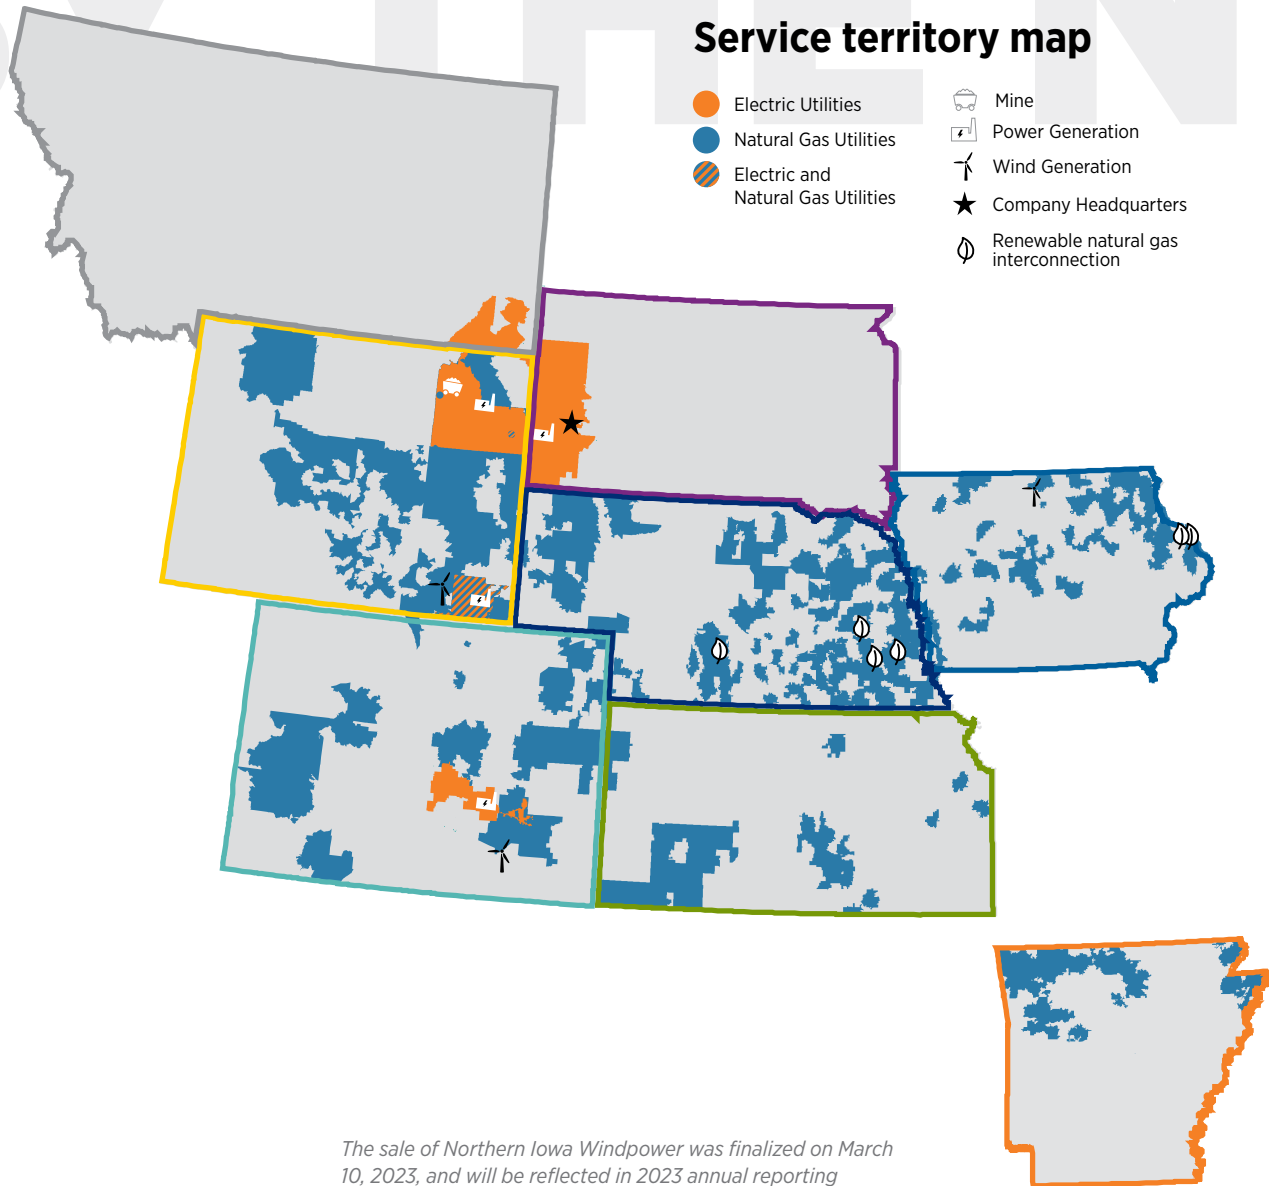 Service territory map
Electric Utilities
Natural Gas Utilities
Electric and
Natural Gas Utilities
Mine
Power Generation
Wind Generation
Company Headquarters
Renewable natural gas
interconnection
The sale of Northern Iowa Windpower was finalized on March
10, 2023, and will be reflected in 2023 annual reporting